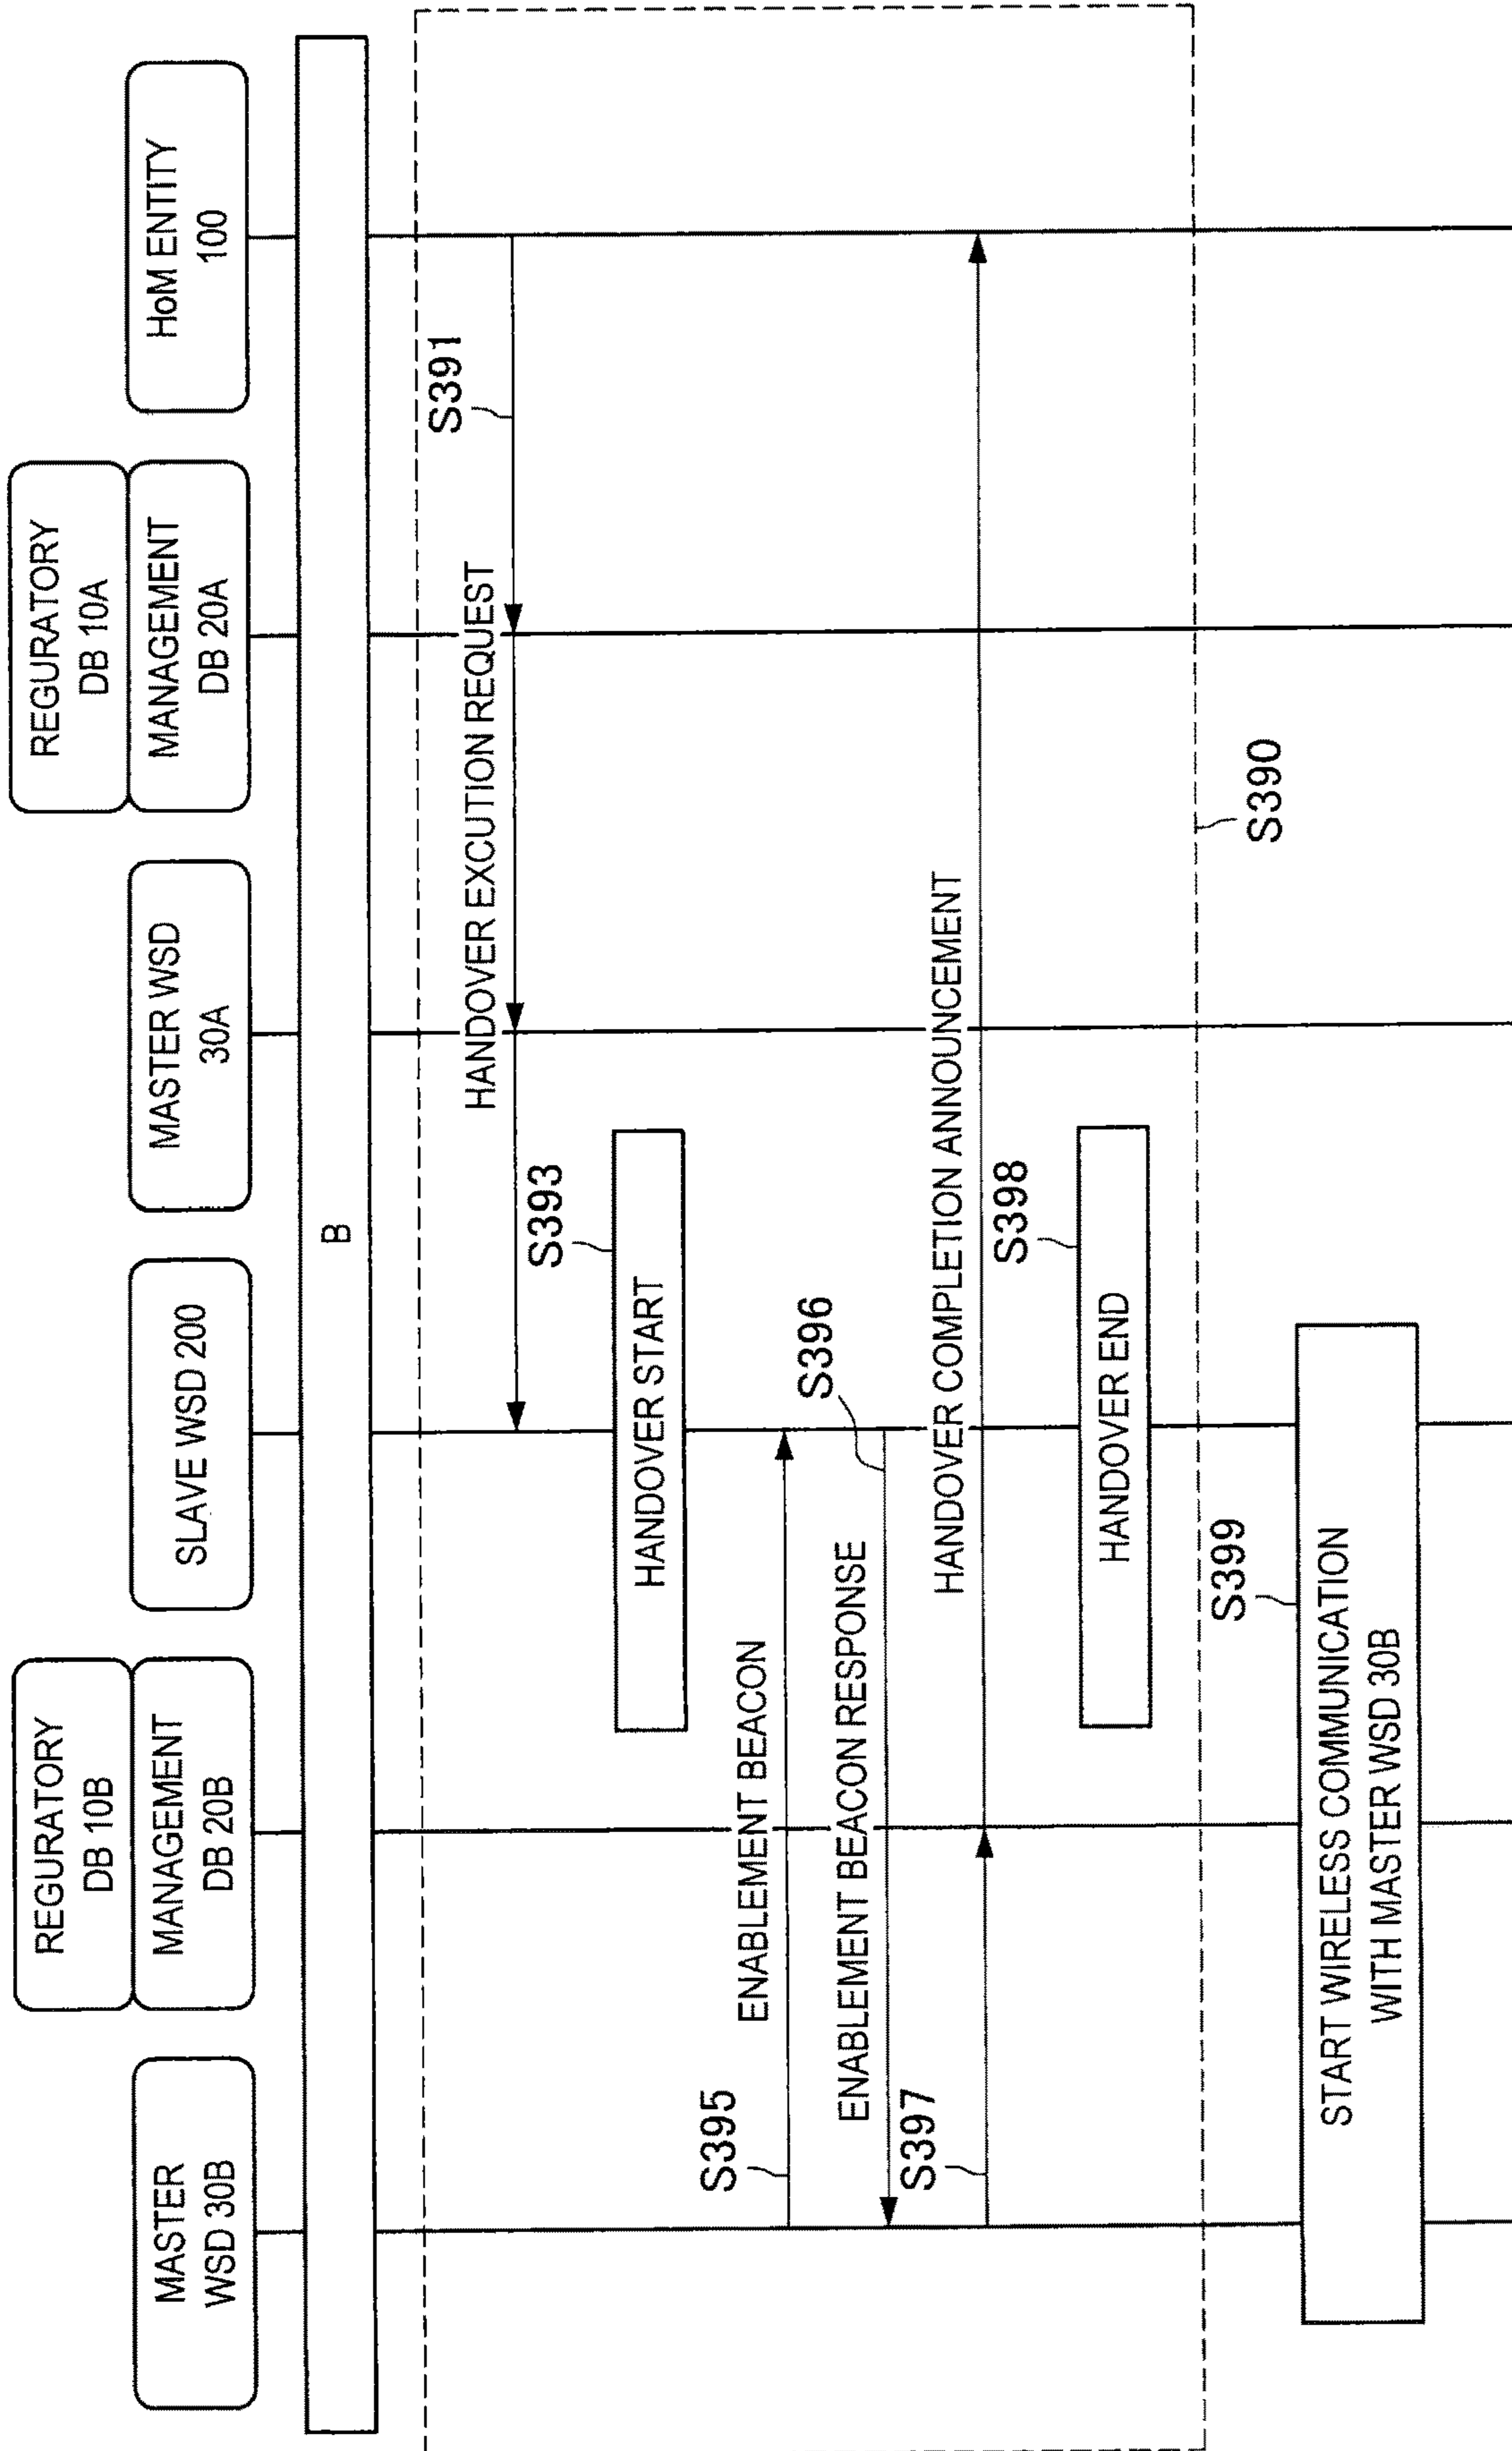 MASTER
WSD 30B
REGURATORY
DB 10B
MANAGEMENT
DB 20B
SLAVE WSD 200
MASTER WSD
30A
REGURATORY
DB 10A
MANAGEMENT
DB 20A
HoM ENTITY
100
B
S391
HANDOVER EXCUTION REQUEST
S393
HANDOVER START
S395
ENABLEMENT BEACON
S396
ENABLEMENT BEACON RESPONSE
S397
HANDOVER COMPLETION ANNOUNCEMENT
S398
HANDOVER END
S390
S399
START WIRELESS COMMUNICATION
WITH MASTER WSD 30B